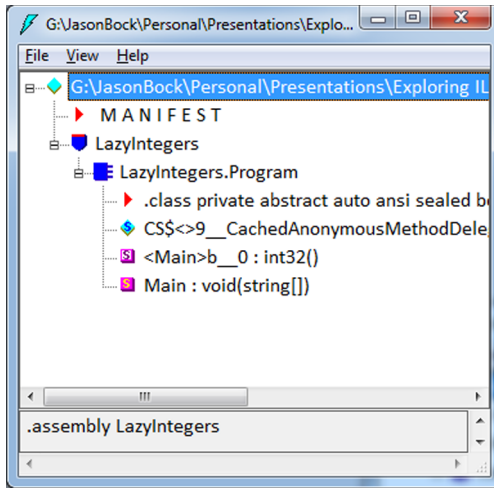 G:\JasonBock\Personal\Presentations\Explo...
File View Help
G:\JasonBock\Personal\Presentations\Exploring IL
M A N I F E S T
LazyIntegers
LazyIntegers.Program
.class private abstract auto ansi sealed
CS$<>9__CachedAnonymousMethodDele
<Main>b__0 : int32()
Main : void(string[])
.assembly LazyIntegers